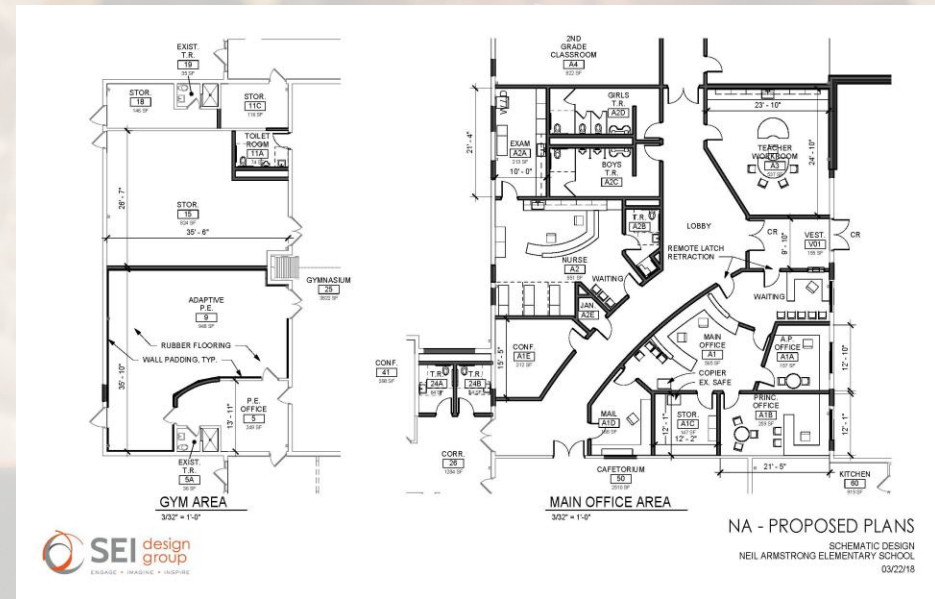 EXIST.
T.R.
19
STOR.
18
146 SF
STOR.
11C
TOILET
ROOM
11A
26' - 7"
STOR.
15
35' - 6"
GYMNASIUM
25
ADAPTIVE
P.E.
9
RUBBER FLOORING
WALL PADDING, TYP.
35' - 10"
P.E.
OFFICE
5
13' - 11"
EXIST.
T.R.
5A
GYM AREA
3/32" = 1'-0"
2ND
GRADE
CLASSROOM
A4
GIRLS
T.R.
A2D
21' - 4"
EXAM
A2A
10' - 0"
BOYS
T.R.
A2C
23' - 10"
TEACHER
WORKROOM
A3
24' - 10"
T.R.
A2B
LOBBY
CR
VEST.
V01
CR
9' - 10"
REMOTE LATCH
RETRACTION
NURSE
A2
WAITING
WAITING
JAN.
A2E
MAIN
OFFICE
A1
A.P.
OFFICE
A1A
12' - 10"
CONF.
A1E
15' - 5"
CONF.
41
COPIER
EX. SAFE
T.R.
24A
T.R.
24B
MAIL
A1D
STOR.
A1C
12' - 1"
12' - 2"
PRINC.
OFFICE
A1B
12' - 1"
21' - 5"
CORR.
26
CAFETORIUM
50
KITCHEN
60
MAIN OFFICE AREA
3/32" = 1'-0"
SEI design
group
ENGAGE • IMAGINE • INSPIRE
NA - PROPOSED PLANS
SCHEMATIC DESIGN
NEIL ARMSTRONG ELEMENTARY SCHOOL
03/22/18